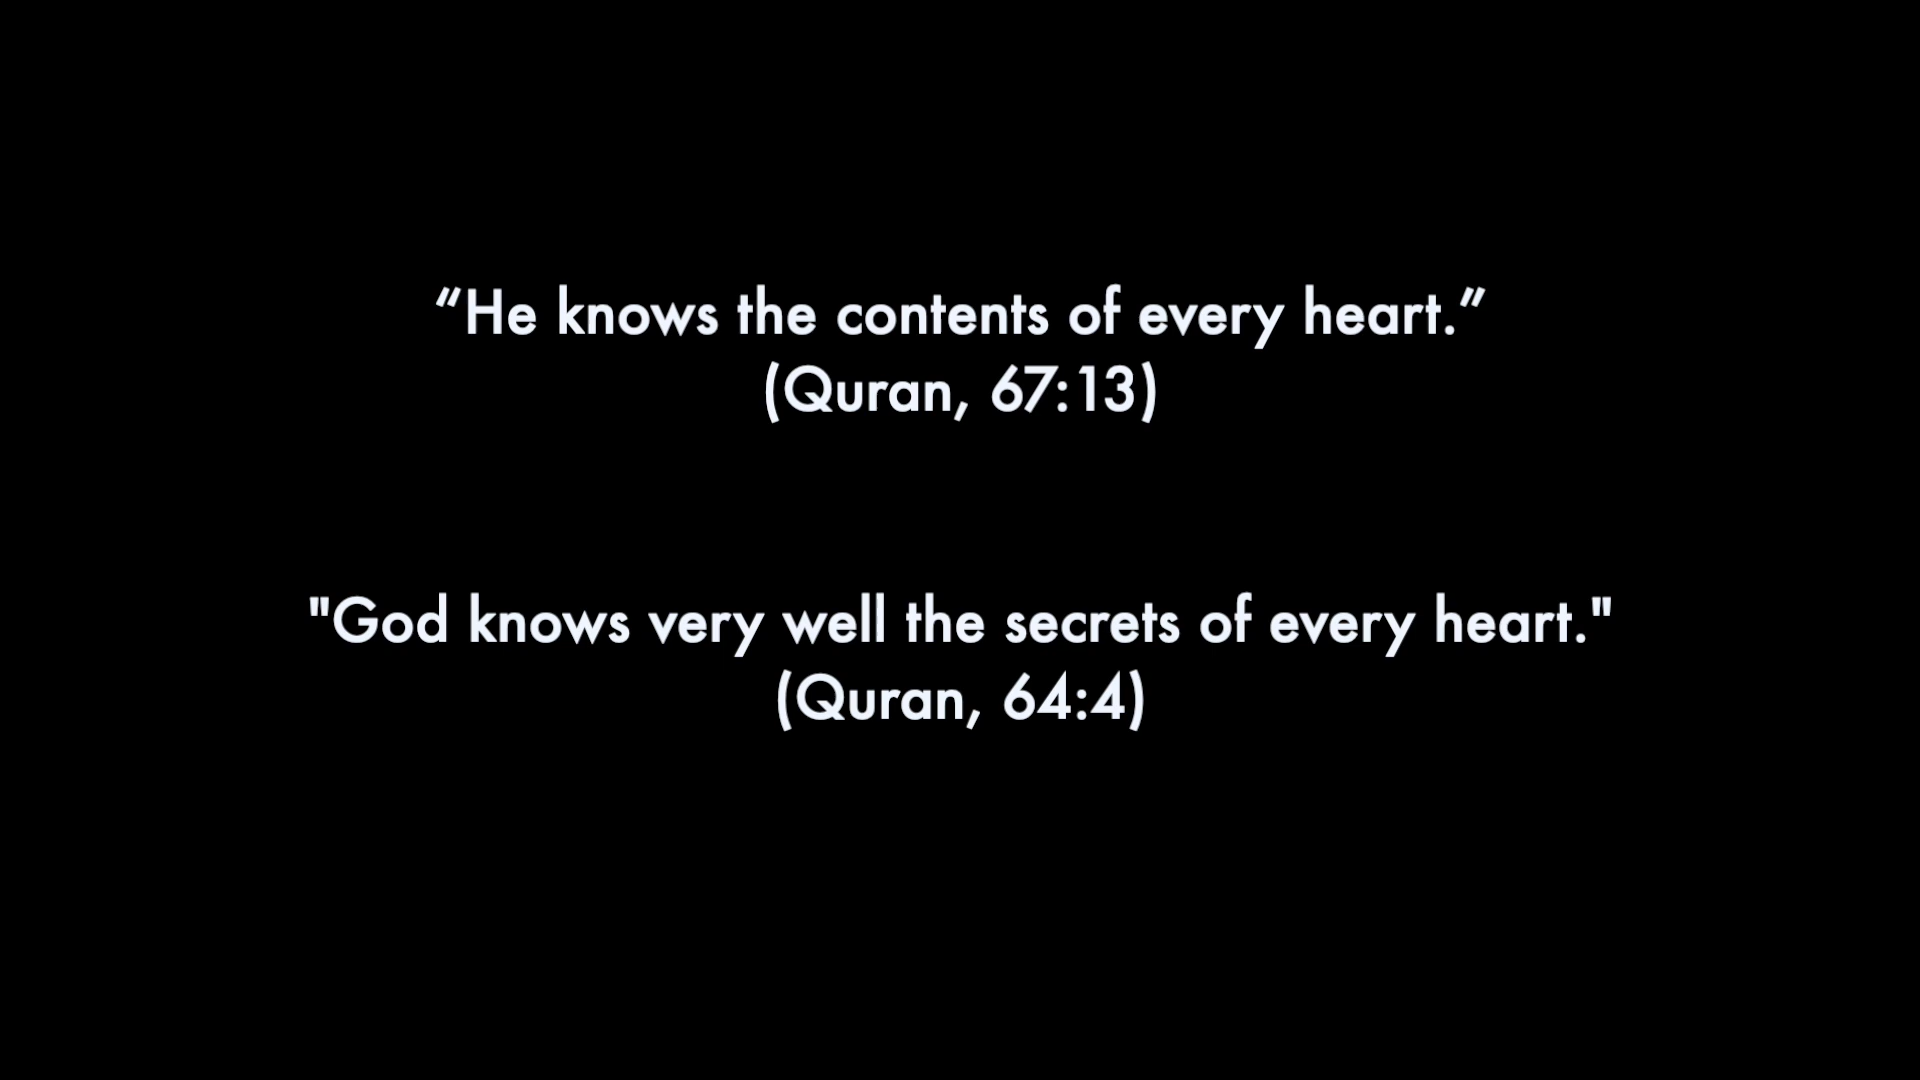 “He knows the contents of every heart.”
(Quran, 67:13)
"God knows very well the secrets of every heart."
(Quran, 64:4)